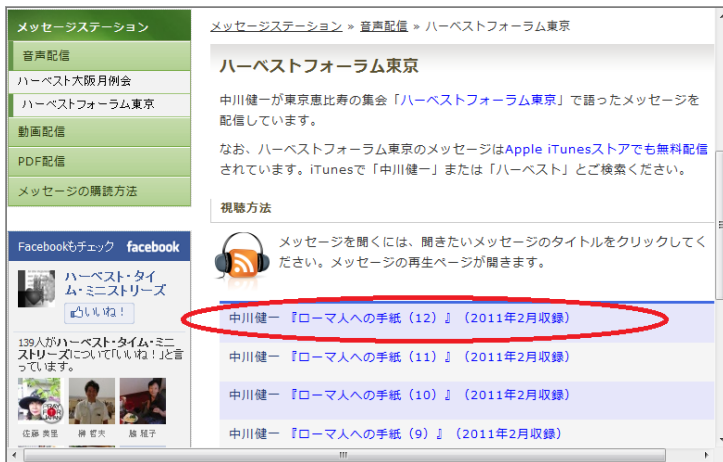 メッセージステーション
音声配信
ハーベスト大阪月例会
ハーベストフォーラム東京
動画配信
PDF配信
メッセージの購読方法
Facebookもチェック facebook
ハーベスト・タイ
ム・ミニストリーズ
いいね！
139人がハーベスト・タイム・ミニ
ストリーズについて「いいね！」と言
っています。
佐藤 美里
榊 哲夫
脇 雅子
メッセージステーション » 音声配信 » ハーベストフォーラム東京
ハーベストフォーラム東京
中川健一が東京恵比寿の集会「ハーベストフォーラム東京」で語ったメッセージを
配信しています。
なお、ハーベストフォーラム東京のメッセージはApple iTunesストアでも無料配信
されています。iTunesで「中川健一」または「ハーベスト」とご検索ください。
視聴方法
メッセージを聞くには、聞きたいメッセージのタイトルをクリックしてく
ださい。メッセージの再生ページが開きます。
中川健一 『ローマ人への手紙（12）』（2011年2月収録）
中川健一 『ローマ人への手紙（11）』（2011年2月収録）
中川健一 『ローマ人への手紙（10）』（2011年2月収録）
中川健一 『ローマ人への手紙（9）』（2011年2月収録）